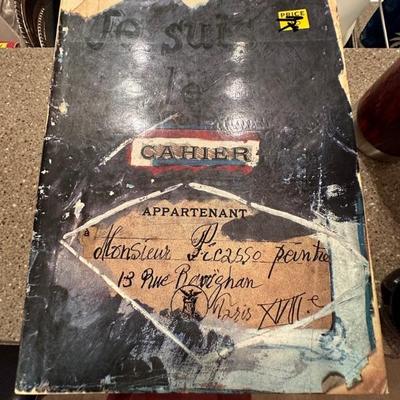 PRICE
Je suis
le
CAHIER
APPARTENANT
à Monsieur Picasso peintre
13 Rue Ravignan
Paris XVIIIe